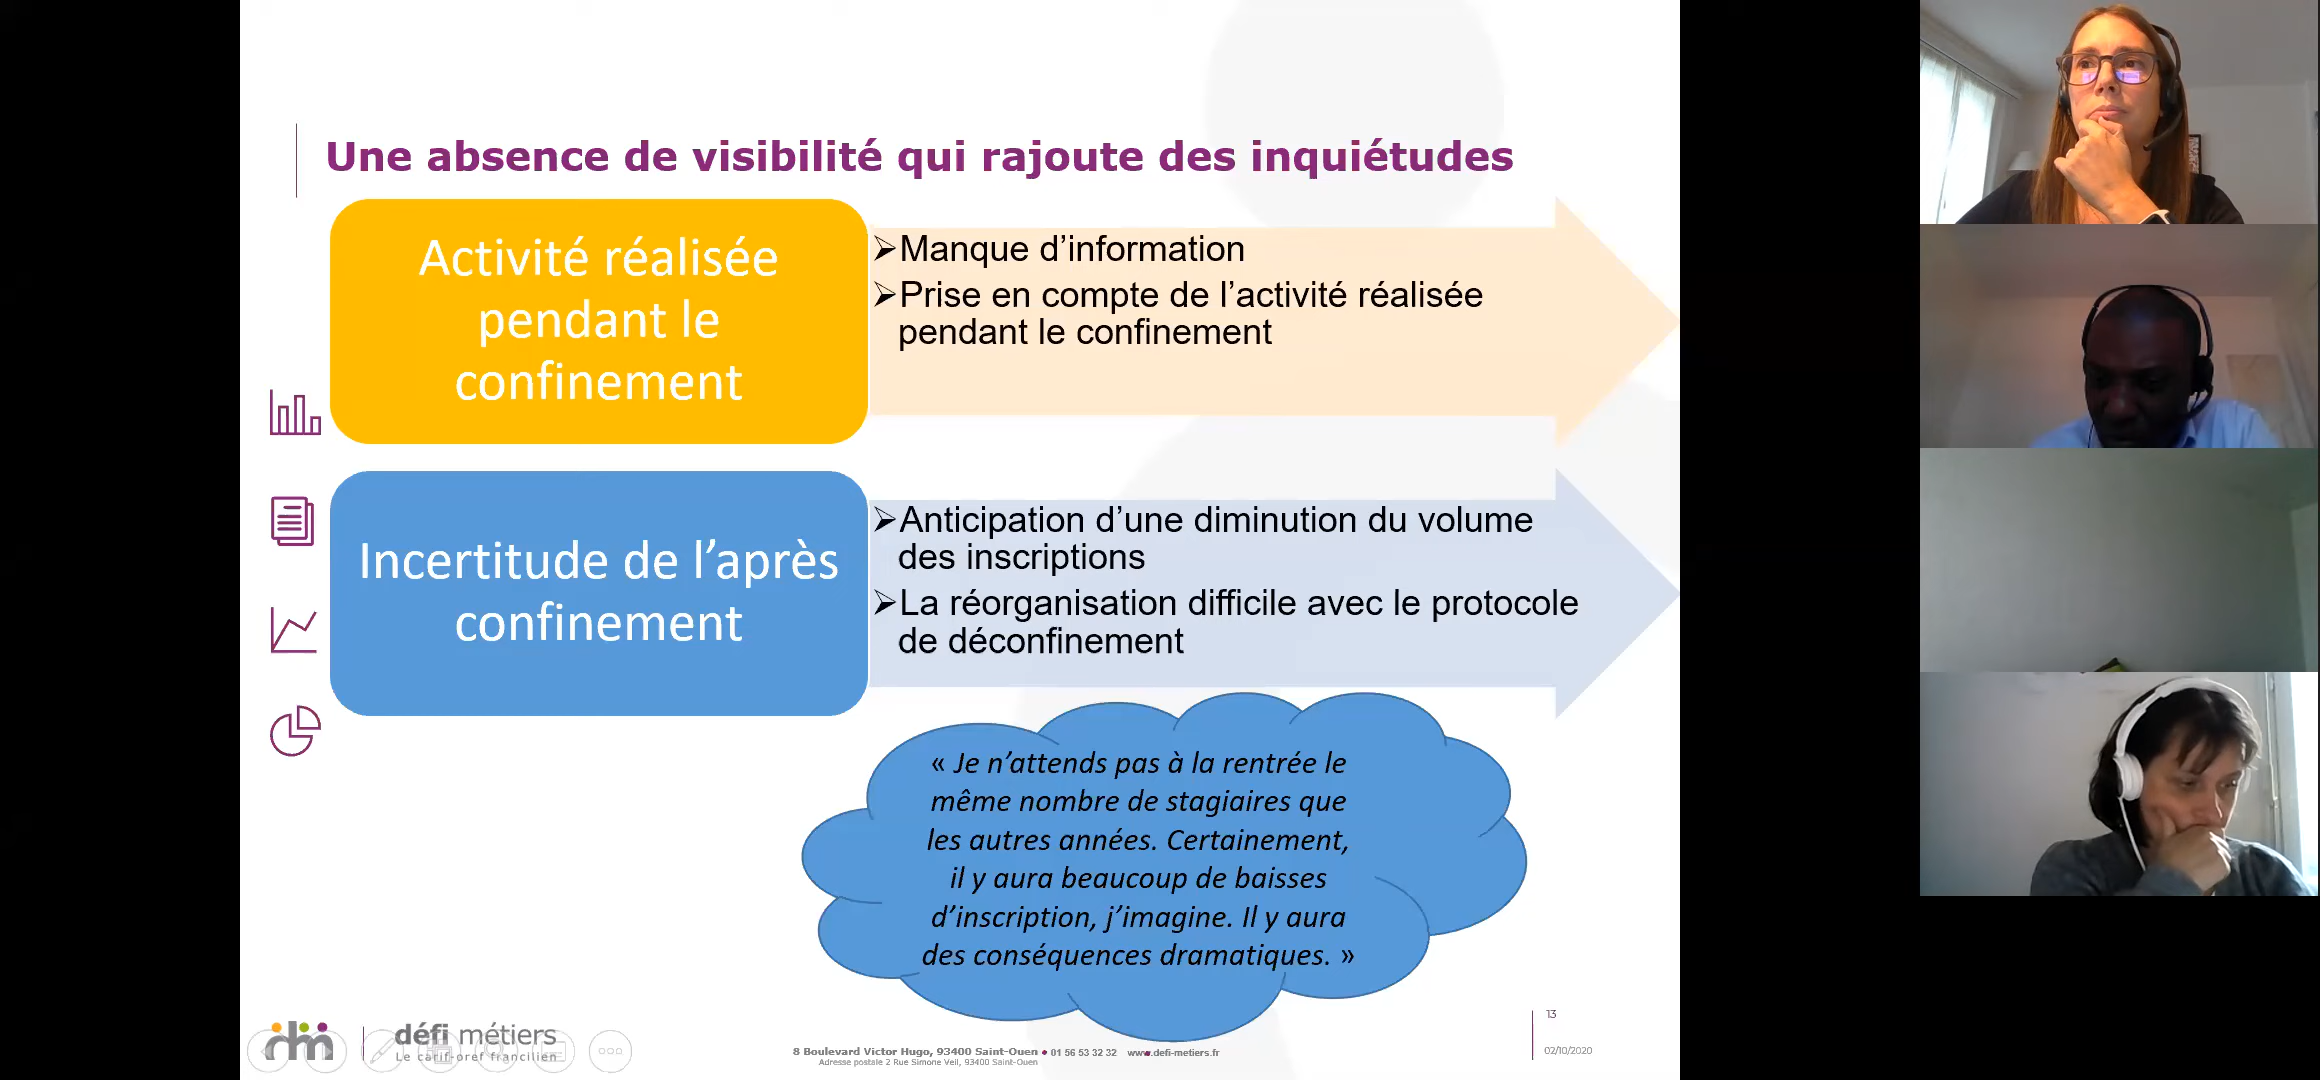 Une absence de visibilité qui rajoute des inquiétudes
Activité réalisée
pendant le
confinement
➢Manque d’information
➢Prise en compte de l’activité réalisée
pendant le confinement
Incertitude de l’après
confinement
➢Anticipation d’une diminution du volume
des inscriptions
➢La réorganisation difficile avec le protocole
de déconfinement
« Je n’attends pas à la rentrée le
même nombre de stagiaires que
les autres années. Certainement,
il y aura beaucoup de baisses
d’inscription, j’imagine. Il y aura
des conséquences dramatiques. »
défi métiers
Le carif-oref francilien
8 Boulevard Victor Hugo, 93400 Saint-Ouen • 01 56 53 32 32 www.defi-metiers.fr
Adresse postale 2 Rue Simone Veil, 93400 Saint-Ouen
13
02/10/2020